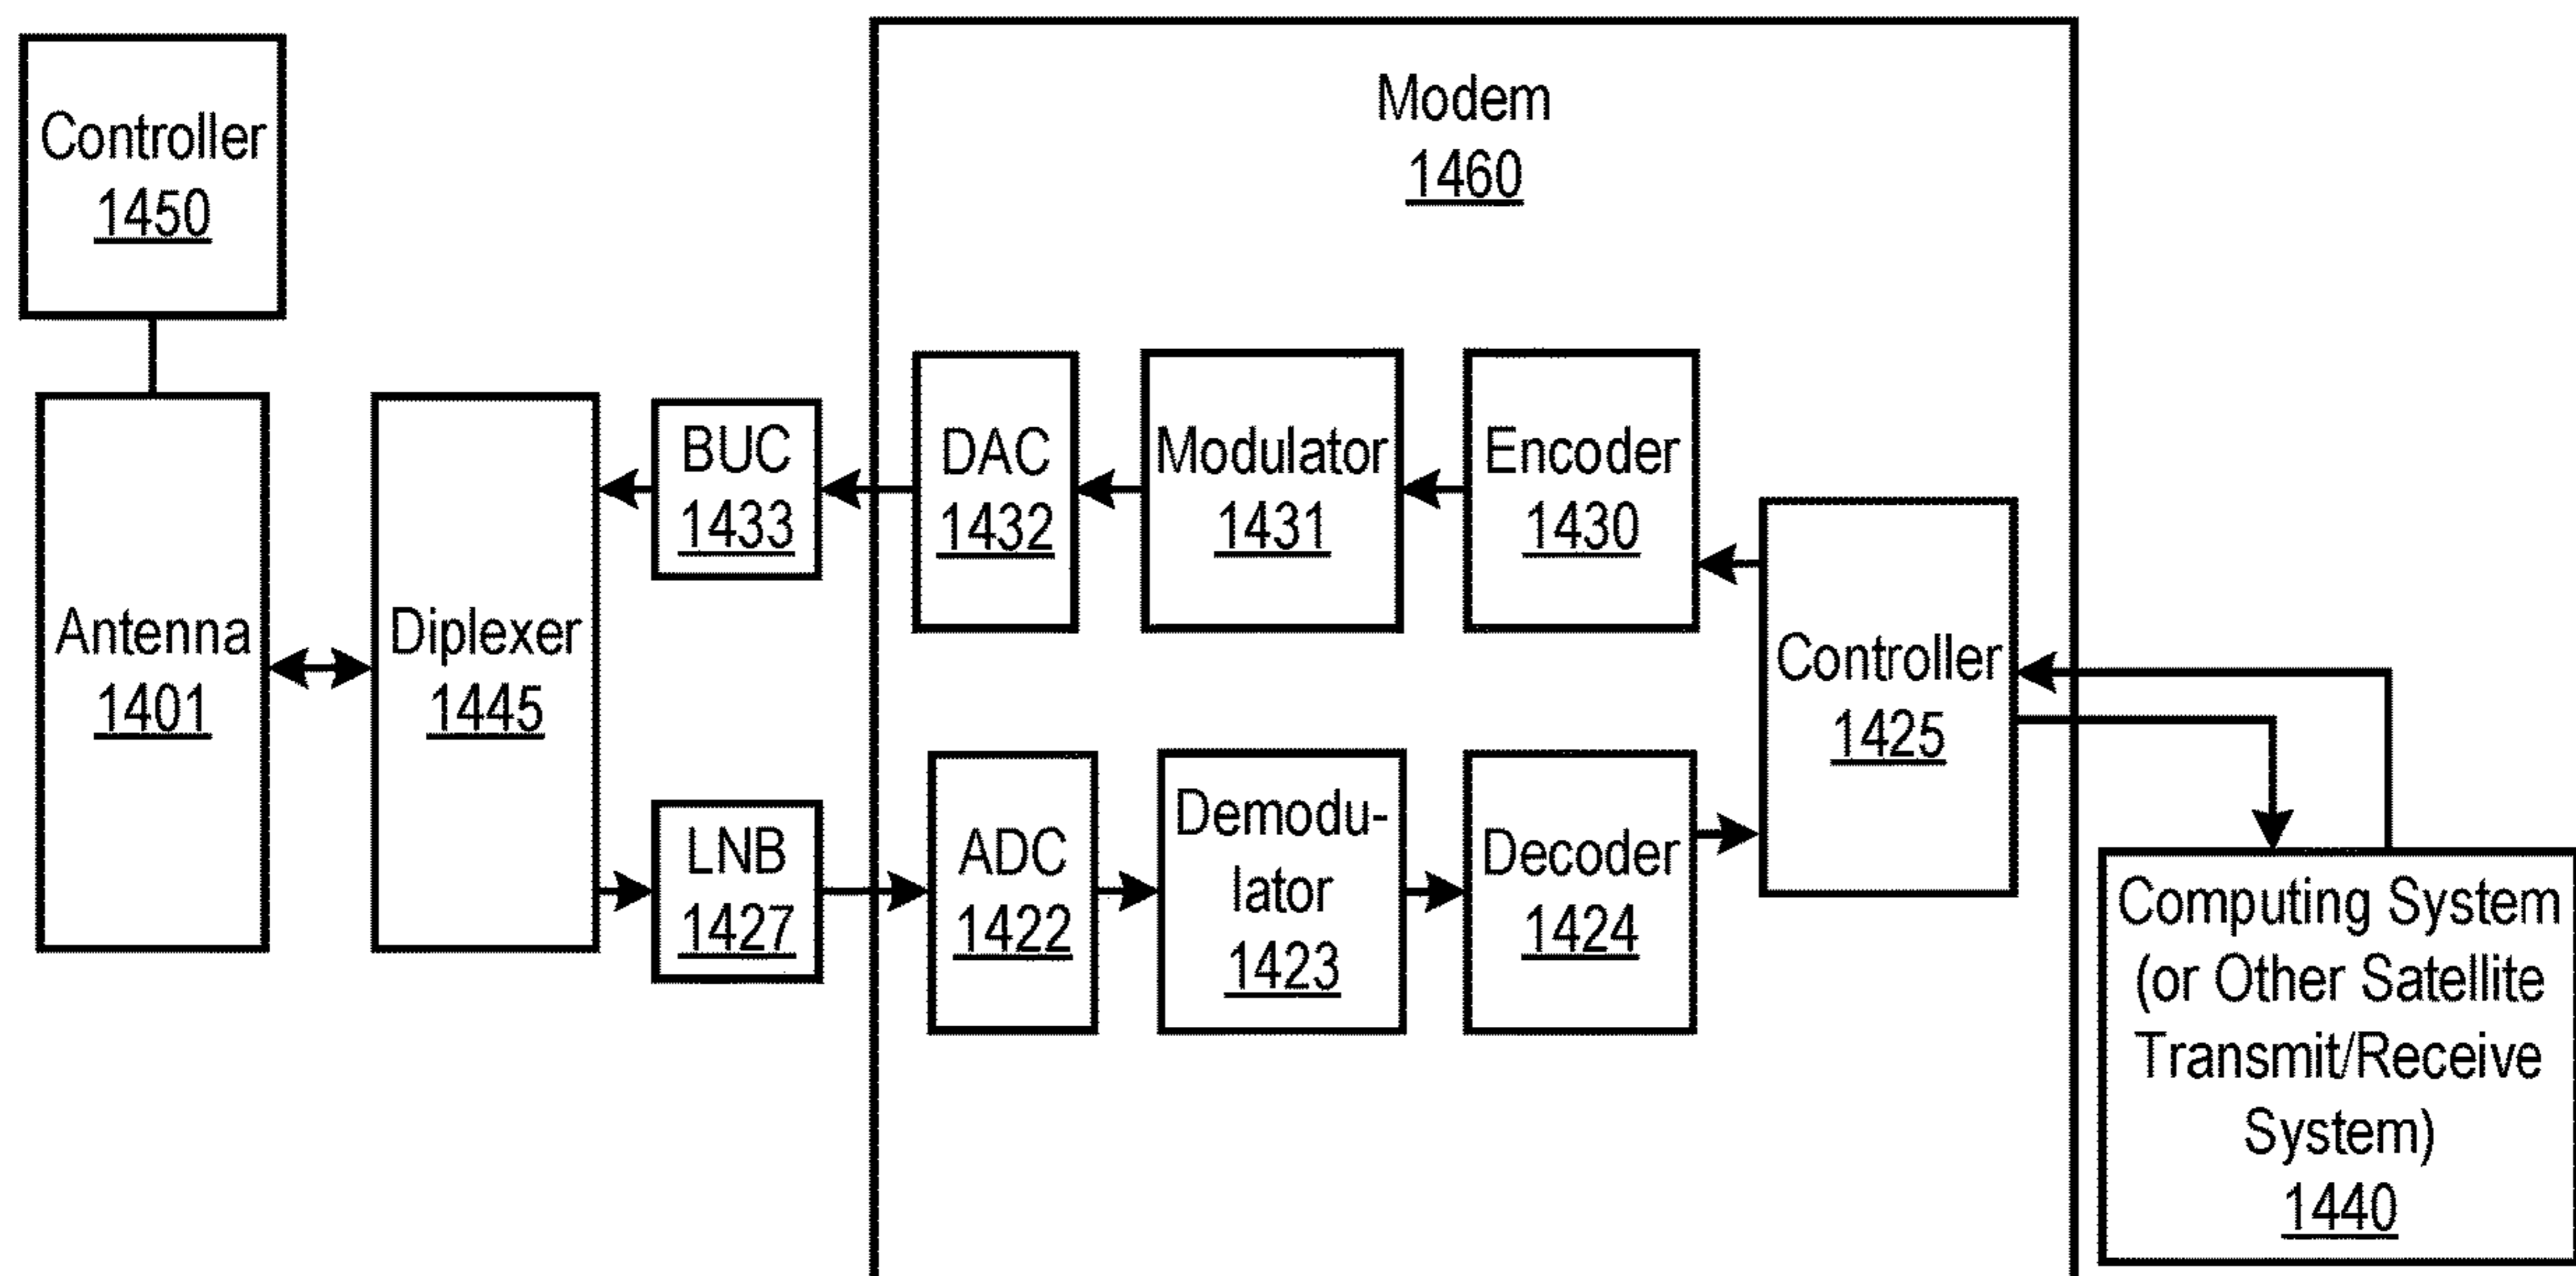 Controller
1450
Modem
1460
Antenna
1401
Diplexer
1445
BUC
1433
DAC
1432
Modulator
1431
Encoder
1430
Controller
1425
LNB
1427
ADC
1422
Demodu-
lator
1423
Decoder
1424
Computing System
(or Other Satellite
Transmit/Receive
System)
1440